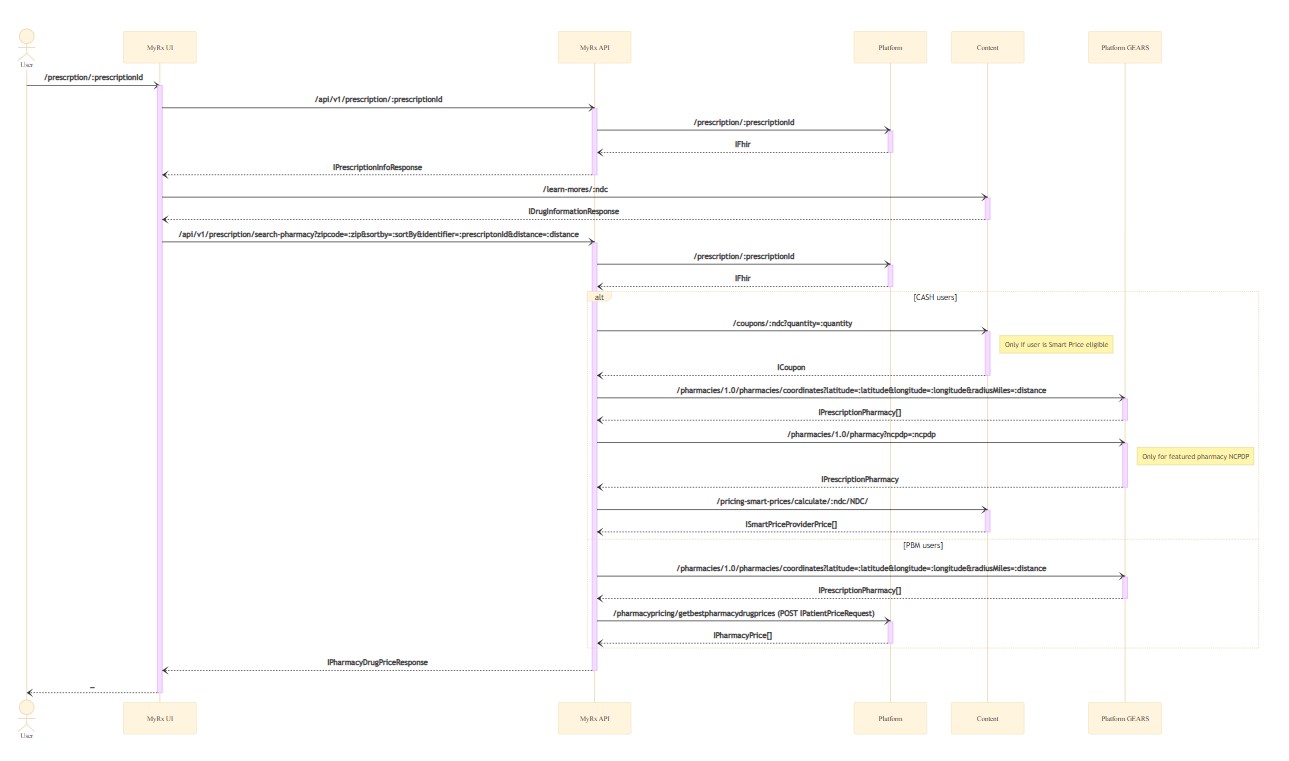 User
MyRx UI
MyRx API
Platform
Content
Platform GEARS
/prescrption/:prescriptionId
/api/v1/prescription/:prescriptionId
/prescription/:prescriptionId
IFhir
IPrescriptionInfoResponse
/learn-mores/:ndc
IDrugInformationResponse
/api/v1/prescription/search-pharmacy?zipcode=:zip&sortby=:sortBy&identifier=:prescriptonId&distance=:distance
/prescription/:prescriptionId
IFhir
alt
[CASH users]
/coupons/:ndc?quantity=:quantity
Only if user is Smart Price eligible
ICoupon
/pharmacies/1.0/pharmacies/coordinates?latitude=:latitude&longitude=:longitude&radiusMiles=:distance
IPrescriptionPharmacy[]
/pharmacies/1.0/pharmacy?ncpdp=:ncpdp
Only for featured pharmacy NCPDP
IPrescriptionPharmacy
/pricing-smart-prices/calculate/:ndc/NDC/
ISmartPriceProviderPrice[]
[PBM users]
/pharmacies/1.0/pharmacies/coordinates?latitude=:latitude&longitude=:longitude&radiusMiles=:distance
IPrescriptionPharmacy[]
/pharmacypricing/getbestpharmacydrugprices (POST IPatientPriceRequest)
IPharmacyPrice[]
IPharmacyDrugPriceResponse
_
User
MyRx UI
MyRx API
Platform
Content
Platform GEARS